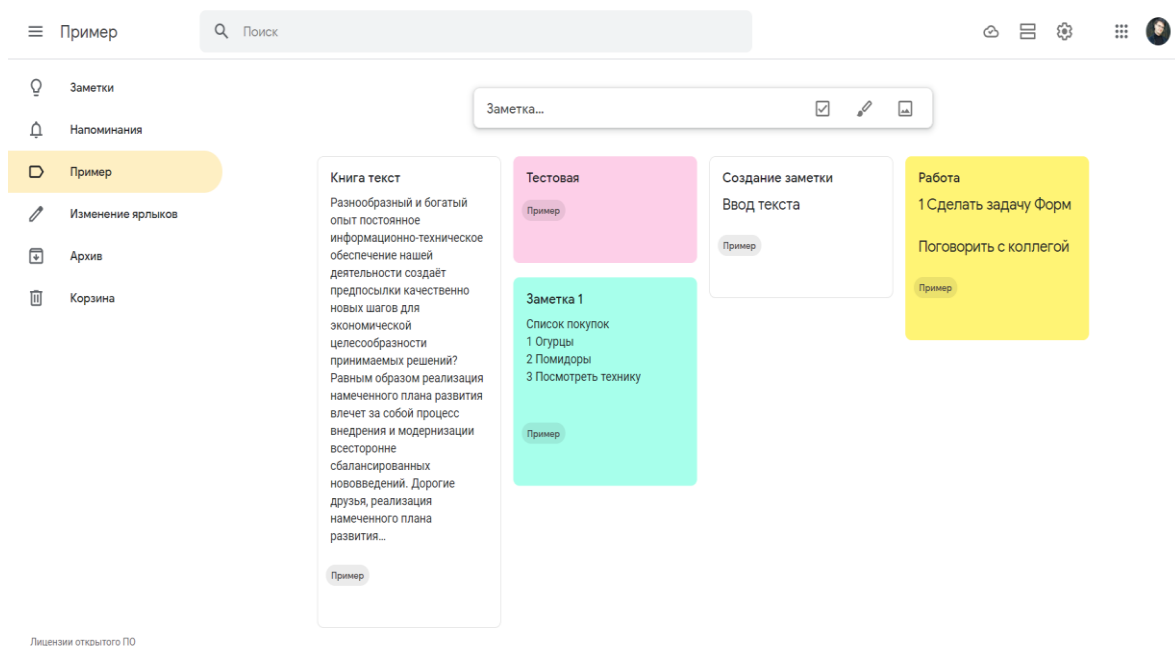 Пример
Поиск
Заметки
Напоминания
Пример
Изменение ярлыков
Архив
Корзина
Заметка...
Книга текст
Разнообразный и богатый
опыт постоянное
информационно-техническое
обеспечение нашей
деятельности создаёт
предпосылки качественно
новых шагов для
экономической
целесообразности
принимаемых решений?
Равным образом реализация
намеченного плана развития
влечет за собой процесс
внедрения и модернизации
всесторонне
сбалансированных
нововведений. Дорогие
друзья, реализация
намеченного плана
развития...
Пример
Тестовая
Пример
Заметка 1
Список покупок
1 Огурцы
2 Помидоры
3 Посмотреть технику
Пример
Создание заметки
Ввод текста
Пример
Работа
1 Сделать задачу Форм
Поговорить с коллегой
Пример
Лицензии открытого ПО